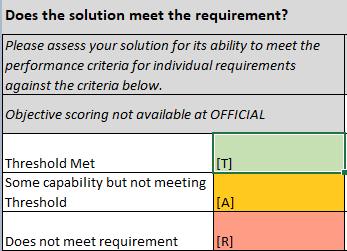 Does the solution meet the requirement?
Please assess your solution for its ability to meet the
performance criteria for individual requirements
against the criteria below.
Objective scoring not available at OFFICIAL
Threshold Met [T]
Some capability but not meeting
Threshold [A]
Does not meet requirement [R]